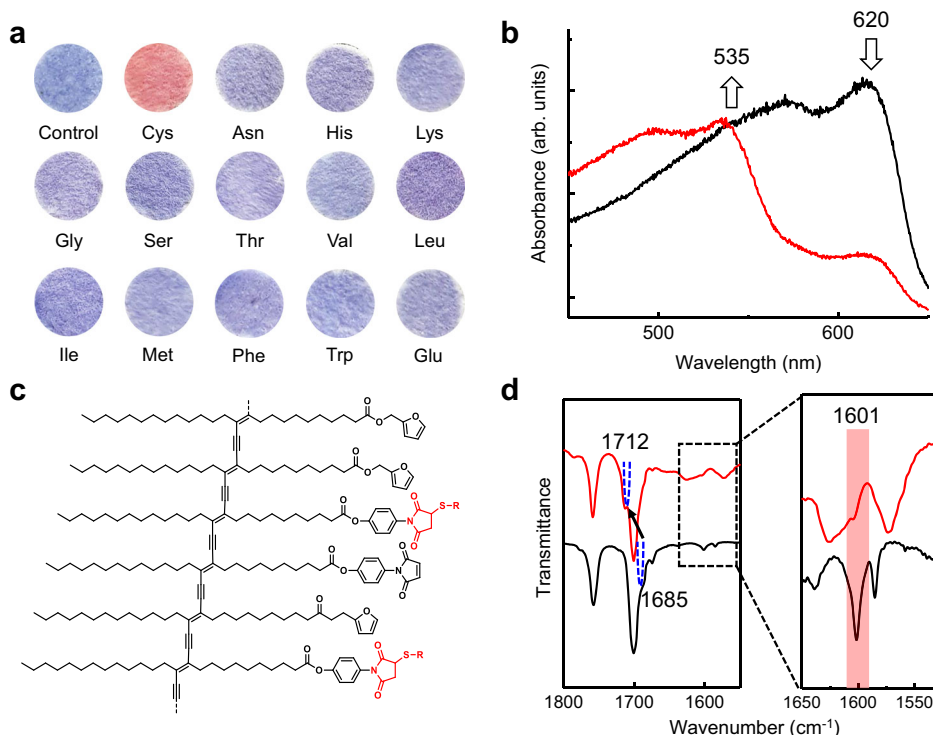 a
Control Cys Asn His Lys
Gly Ser Thr Val Leu
Ile Met Phe Trp Glu
b
620
535
Absorbance (arb. units)
500 600
Wavelength (nm)
c
O
O
O
O
O
O
O
O S-R
O
N
O
O
O
O
N
O
O
O
O
O
O S-R
N
O
d
1712
1685
1601
Transmittance
1800 1700 1600 1650 1600 1550
Wavenumber (cm⁻¹)